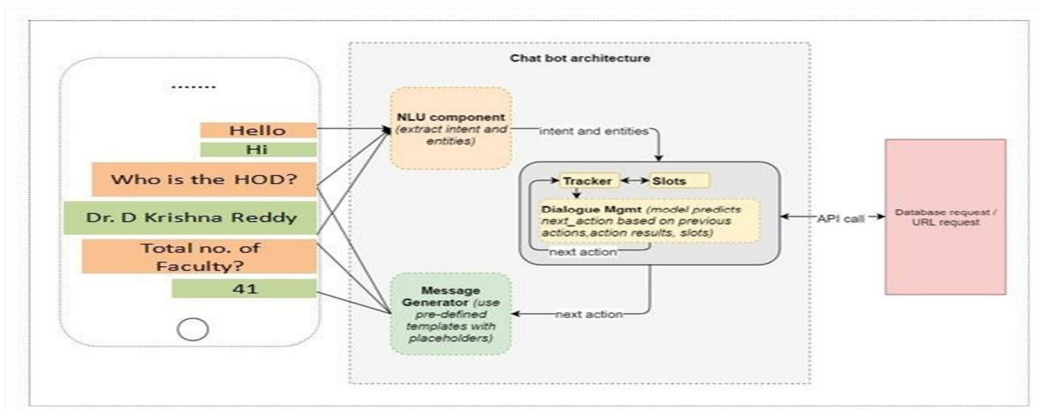 .......
Hello
Hi
Who is the HOD?
Dr. D Krishna Reddy
Total no. of
Faculty?
41
Chat bot architecture
NLU component
(extract intent and
entities)
intent and entities
Tracker
Slots
Dialogue Mgmt (model predicts
next_action based on previous
actions,action results, slots)
next action
API call
Database request /
URL request
Message
Generator (use
pre-defined
templates with
placeholders)
next action